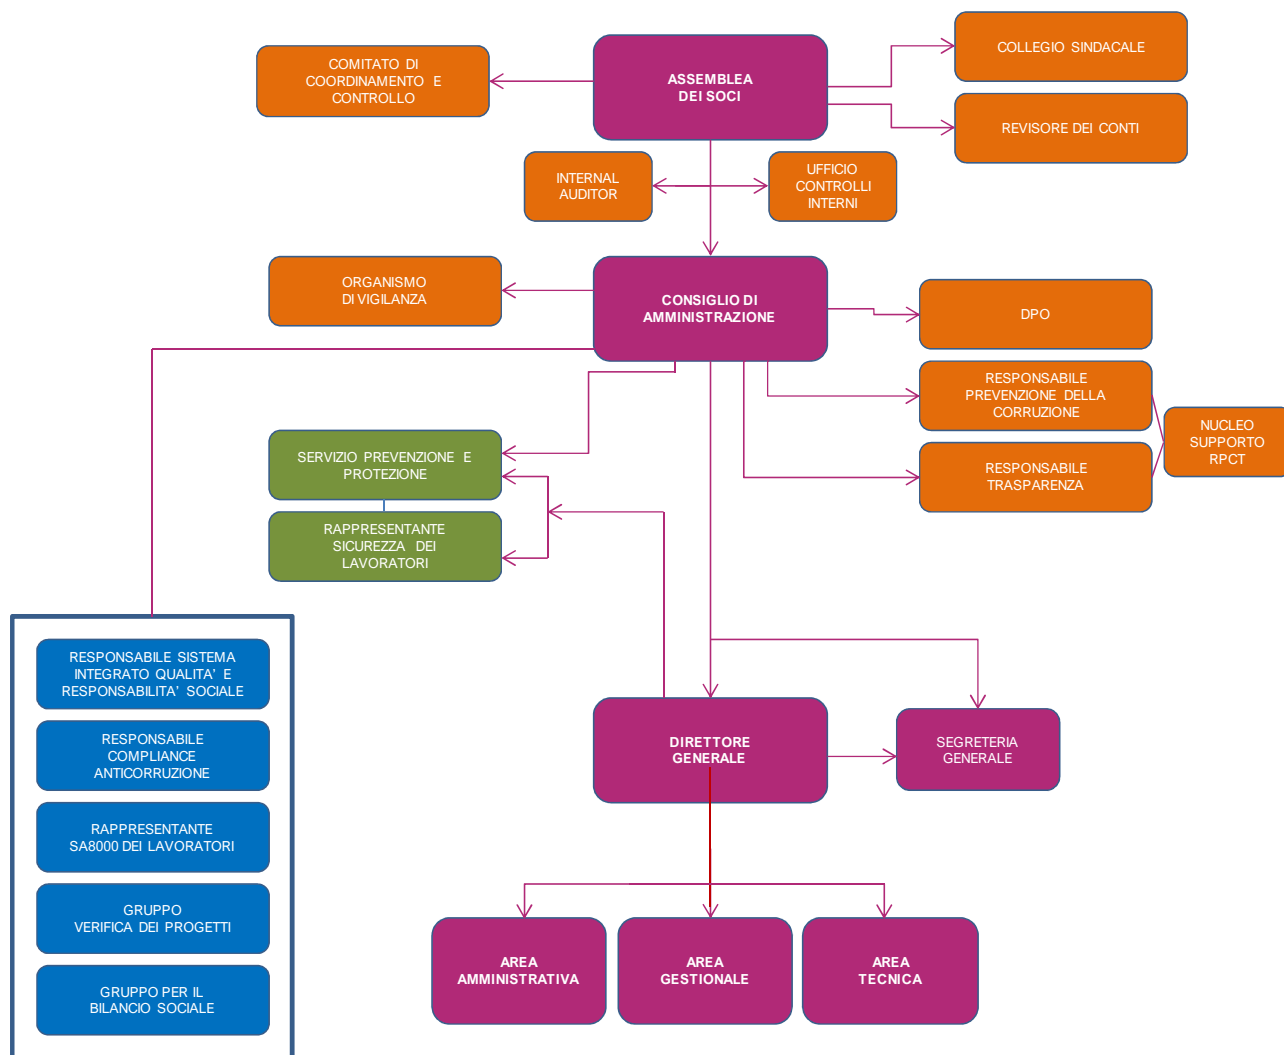 COMITATO DI
COORDINAMENTO E
CONTROLLO
ASSEMBLEA
DEI SOCI
COLLEGIO SINDACALE
REVISORE DEI CONTI
INTERNAL
AUDITOR
UFFICIO
CONTROLLI
INTERNI
ORGANISMO
DI VIGILANZA
CONSIGLIO DI
AMMINISTRAZIONE
DPO
RESPONSABILE
PREVENZIONE DELLA
CORRUZIONE
NUCLEO
SUPPORTO
RPCT
RESPONSABILE
TRASPARENZA
SERVIZIO PREVENZIONE E
PROTEZIONE
RAPPRESENTANTE
SICUREZZA DEI
LAVORATORI
RESPONSABILE SISTEMA
INTEGRATO QUALITA' E
RESPONSABILITA' SOCIALE
RESPONSABILE
COMPLIANCE
ANTICORRUZIONE
RAPPRESENTANTE
SA8000 DEI LAVORATORI
GRUPPO
VERIFICA DEI PROGETTI
GRUPPO PER IL
BILANCIO SOCIALE
DIRETTORE
GENERALE
SEGRETERIA
GENERALE
AREA
AMMINISTRATIVA
AREA
GESTIONALE
AREA
TECNICA